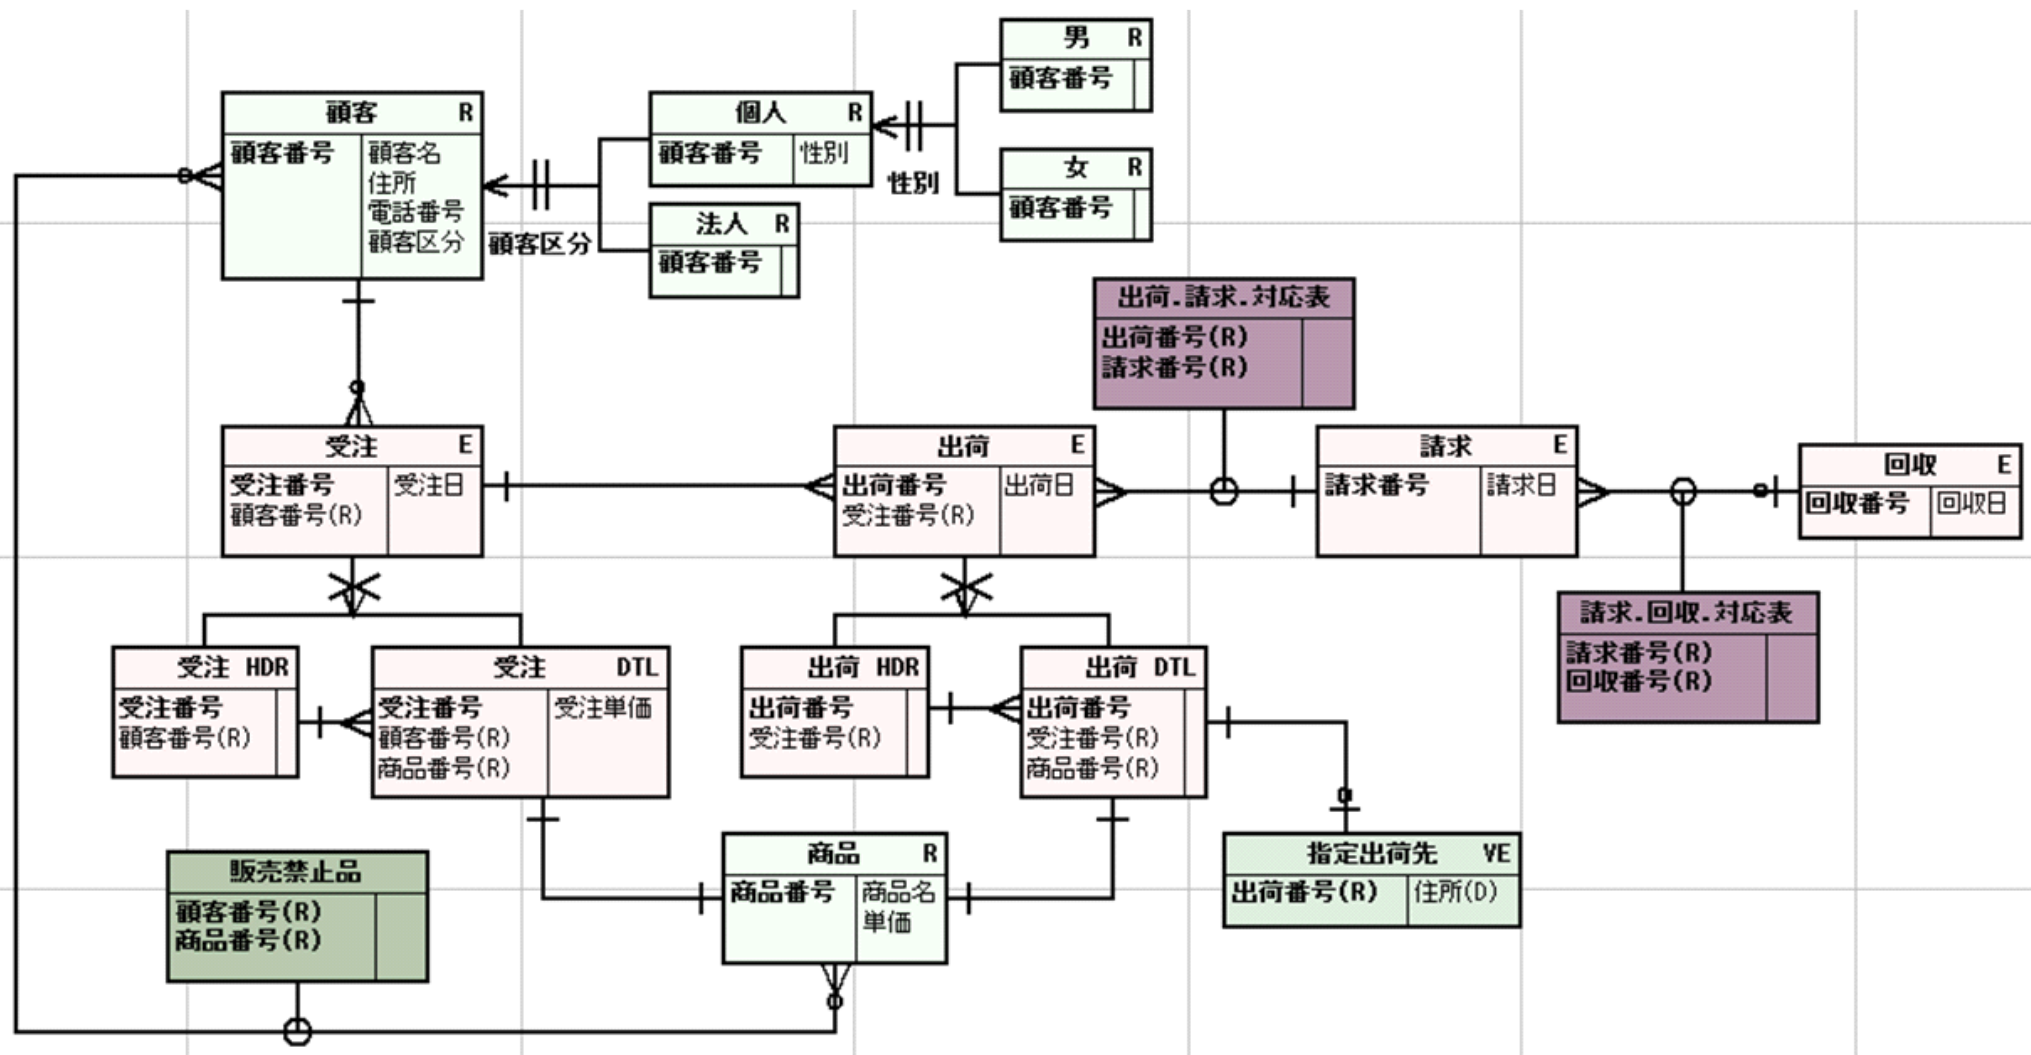 男 R
顧客番号
顧客 R
顧客番号
顧客名
住所
電話番号
顧客区分
個人 R
顧客番号
性別
女 R
顧客番号
性別
法人 R
顧客番号
顧客区分
出荷.請求.対応表
出荷番号(R)
請求番号(R)
受注 E
受注番号
顧客番号(R)
受注日
出荷 E
出荷番号
受注番号(R)
出荷日
請求 E
請求番号
請求日
回収 E
回収番号
回収日
請求.回収.対応表
請求番号(R)
回収番号(R)
受注 HDR
受注番号
顧客番号(R)
受注 DTL
受注番号
顧客番号(R)
商品番号(R)
受注単価
出荷 HDR
出荷番号
受注番号(R)
出荷 DTL
出荷番号
受注番号(R)
商品番号(R)
販売禁止品
顧客番号(R)
商品番号(R)
商品 R
商品番号
商品名
単価
指定出荷先 VE
出荷番号(R)
住所(D)